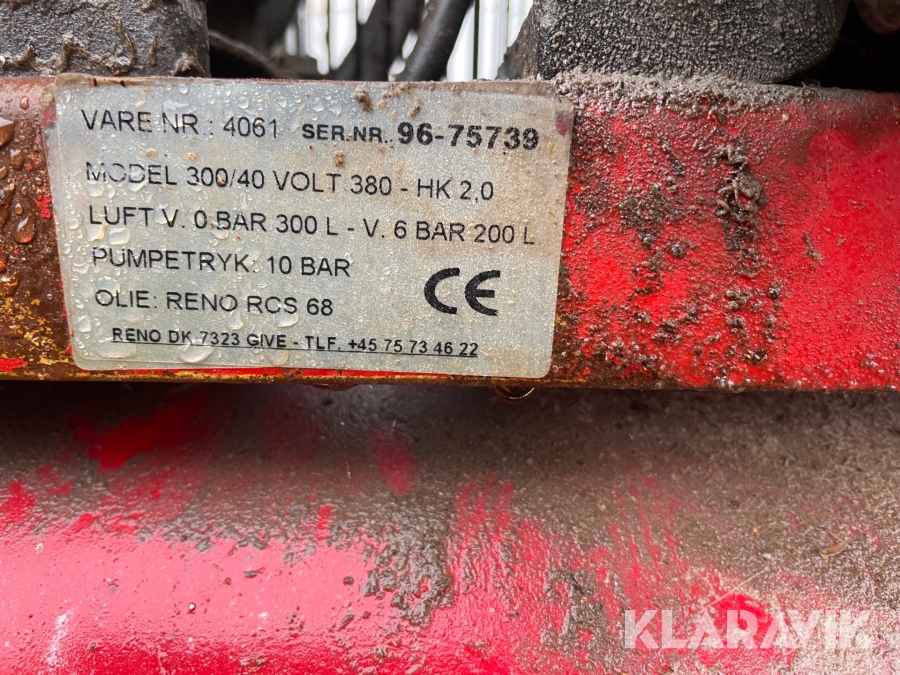 VARE NR.: 4061 SER.NR.. 96-75739
MODEL 300/40 VOLT 380 - HK 2,0
LUFT V. 0 BAR 300 L - V. 6 BAR 200 L
PUMPETRYK: 10 BAR
OLIE: RENO RCS 68
CE
RENO DK 7323 GIVE - TLF. +45 75 73 46 22
KLARAVIK